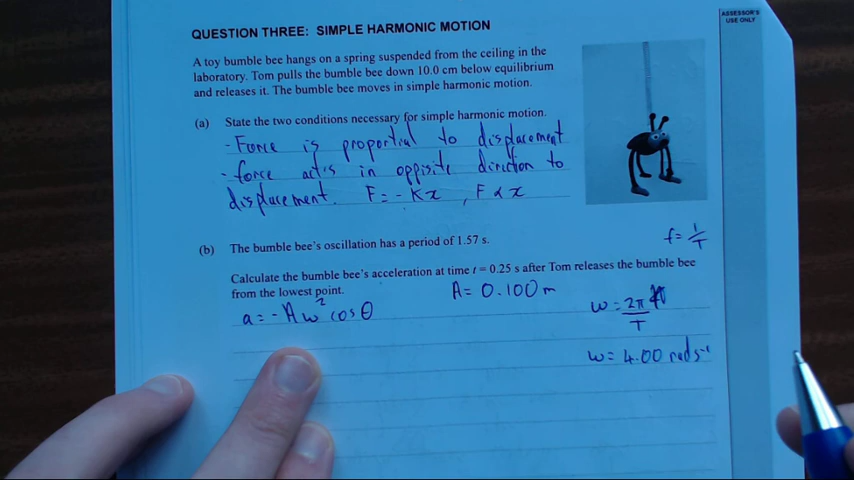 ASSESSOR'S
USE ONLY
QUESTION THREE: SIMPLE HARMONIC MOTION
A toy bumble bee hangs on a spring suspended from the ceiling in the
laboratory. Tom pulls the bumble bee down 10.0 cm below equilibrium
and releases it. The bumble bee moves in simple harmonic motion.
(a) State the two conditions necessary for simple harmonic motion.
- Force is proportional to displacement
- force acts in opposite direction to
displacement. F = -Kx , F α x
f = 1/T
(b) The bumble bee's oscillation has a period of 1.57 s.
Calculate the bumble bee's acceleration at time t = 0.25 s after Tom releases the bumble bee
from the lowest point.
A = 0.100m
a = -Aω² cosθ
ω = 2π/T
ω = 4.00 rads⁻¹